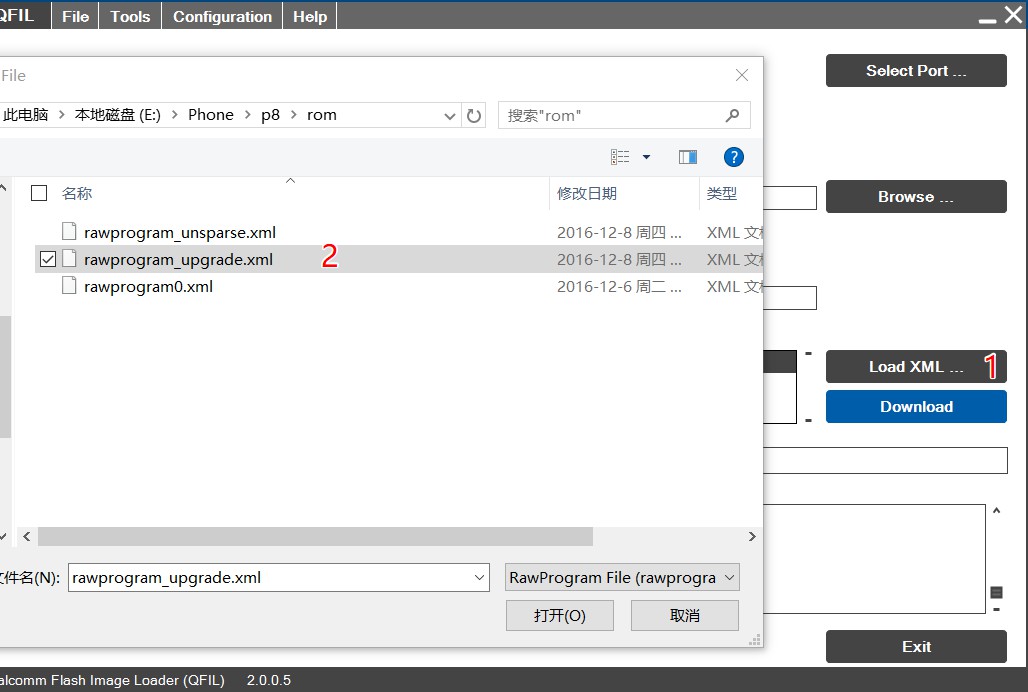 QFIL File Tools Configuration Help
File
Select Port ...
此电脑 本地磁盘 (E:) Phone p8 rom 搜索"rom"
?
Browse ...
名称 修改日期 类型
rawprogram_unsparse.xml 2016-12-8 周四 ... XML 文
rawprogram_upgrade.xml 2 2016-12-8 周四 ... XML 文
rawprogram0.xml 2016-12-6 周二 ... XML 文
Load XML ... 1
Download
件名(N): rawprogram_upgrade.xml RawProgram File (rawprogra
打开(O) 取消
Exit
alcomm Flash Image Loader (QFIL) 2.0.0.5